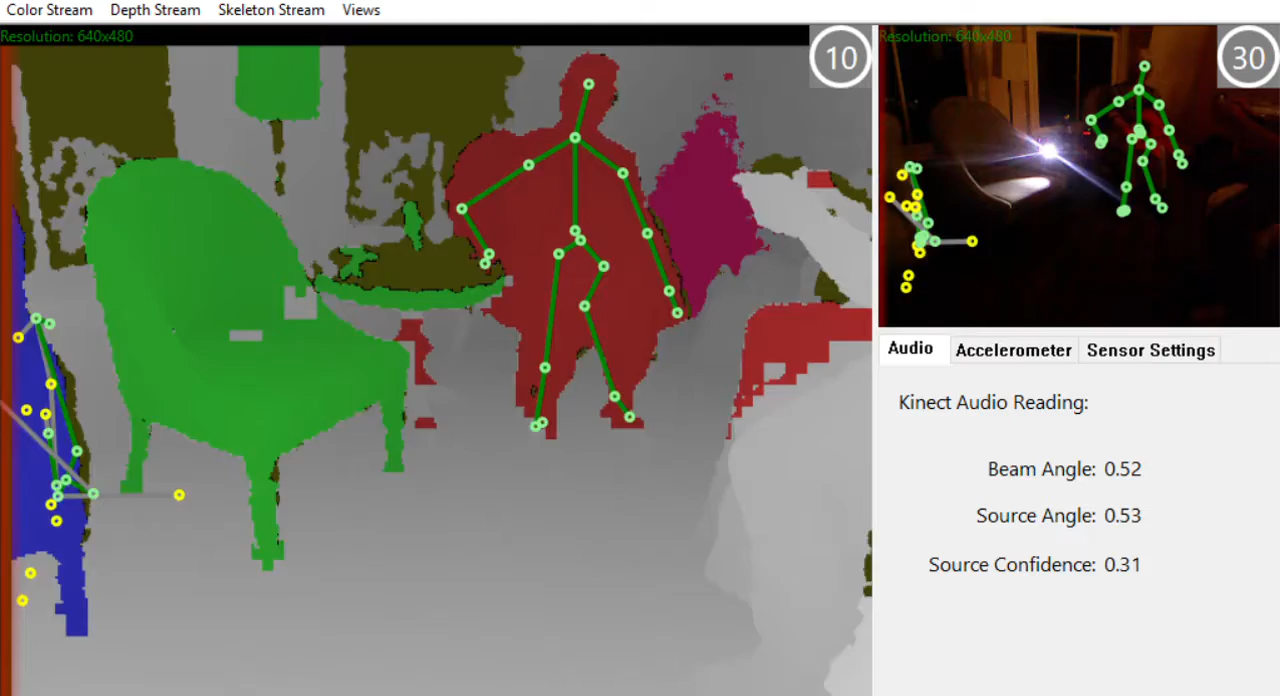 Color Stream Depth Stream Skeleton Stream Views
Resolution: 640x480
10
Resolution: 640x480
30
Audio Accelerometer Sensor Settings
Kinect Audio Reading:
Beam Angle: 0.52
Source Angle: 0.53
Source Confidence: 0.31